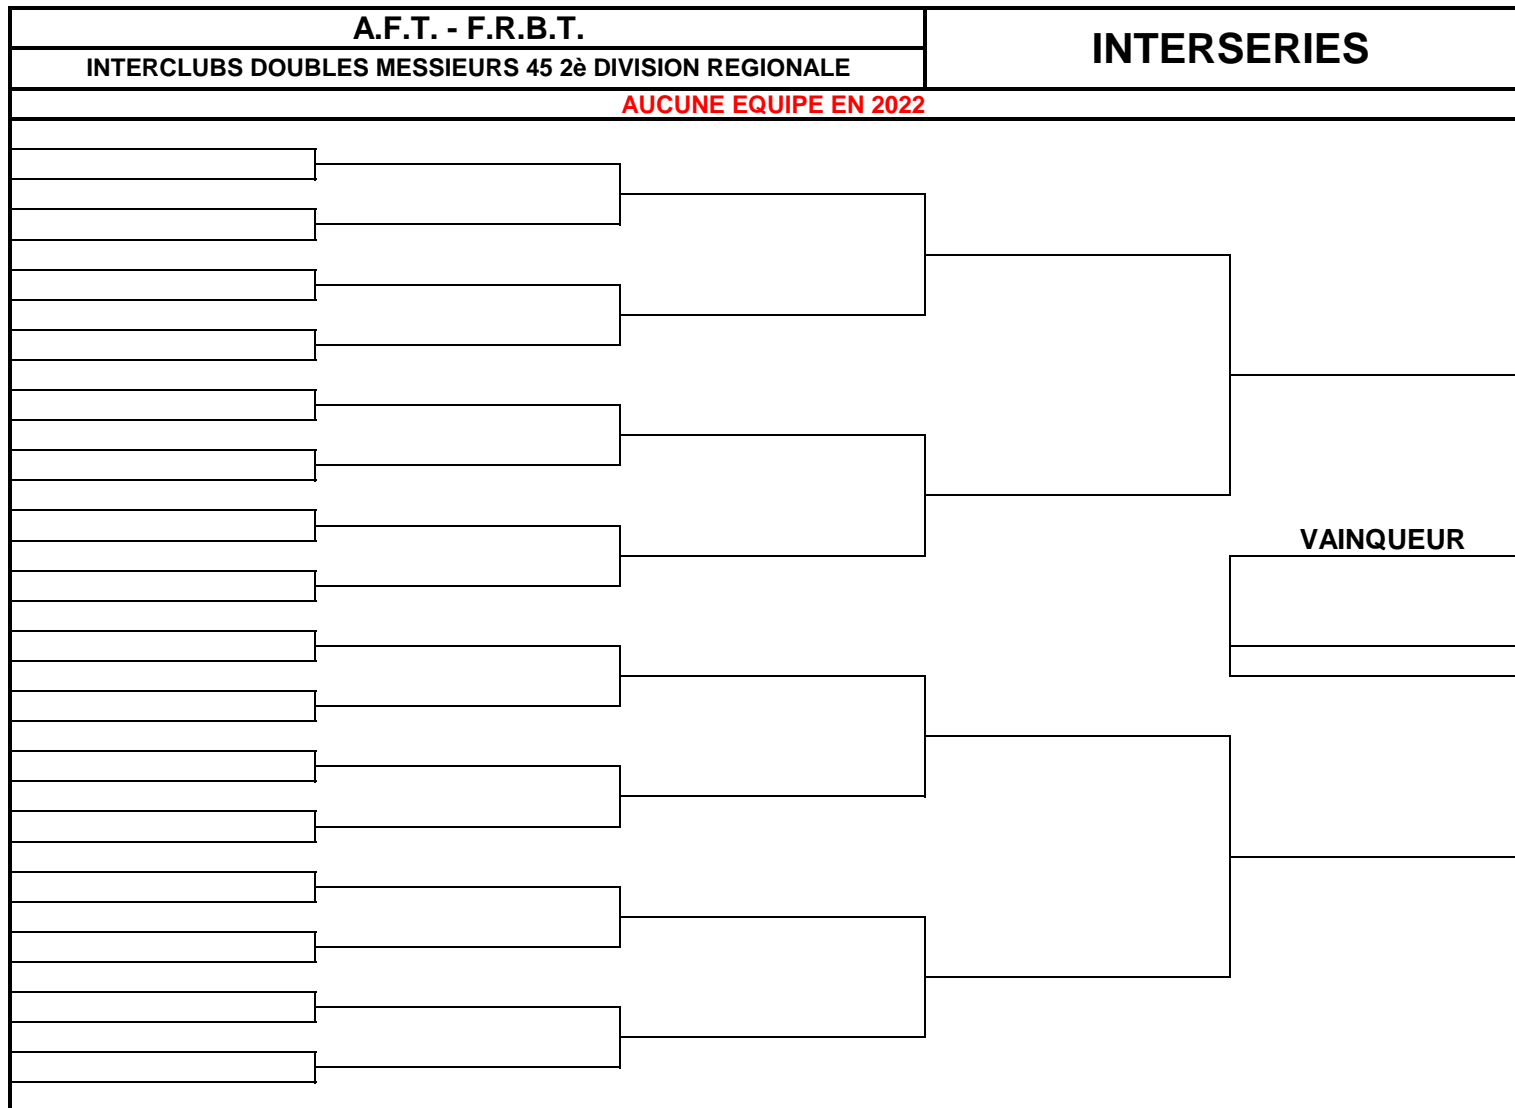 A.F.T. - F.R.B.T.
INTERCLUBS DOUBLES MESSIEURS 45 2è DIVISION REGIONALE
INTERSERIES
AUCUNE EQUIPE EN 2022
VAINQUEUR